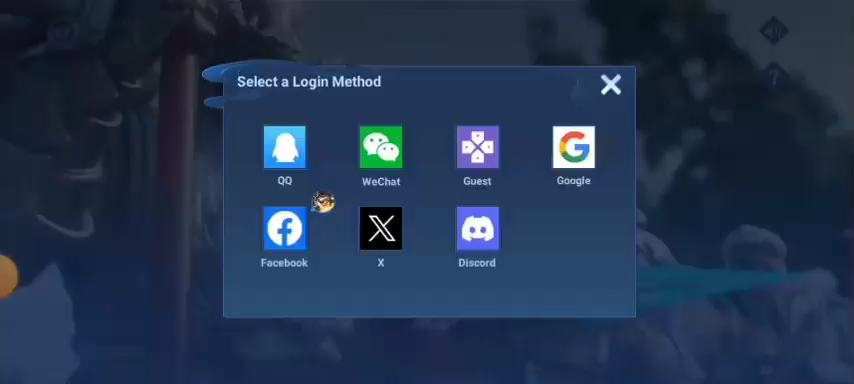 Select a Login Method
QQ
WeChat
Guest
Google
Facebook
X
Discord